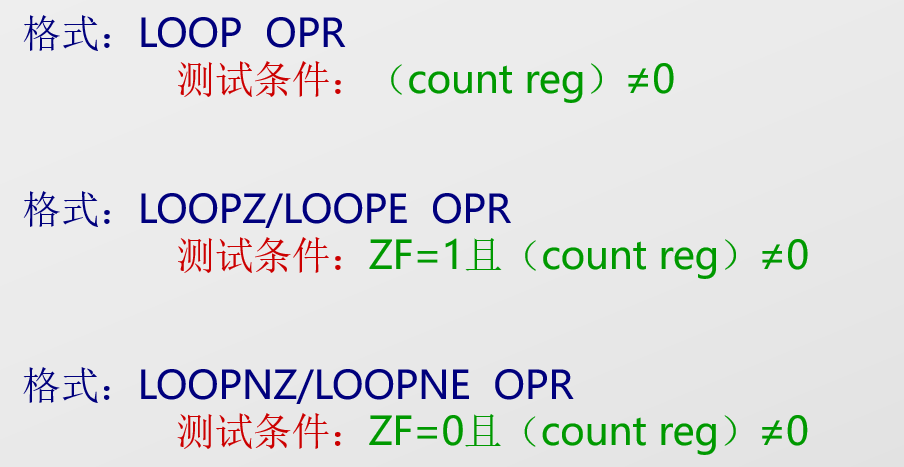 格式：LOOP OPR
测试条件：（count reg）≠0
格式：LOOPZ/LOOPE OPR
测试条件：ZF=1且（count reg）≠0
格式：LOOPNZ/LOOPNE OPR
测试条件：ZF=0且（count reg）≠0